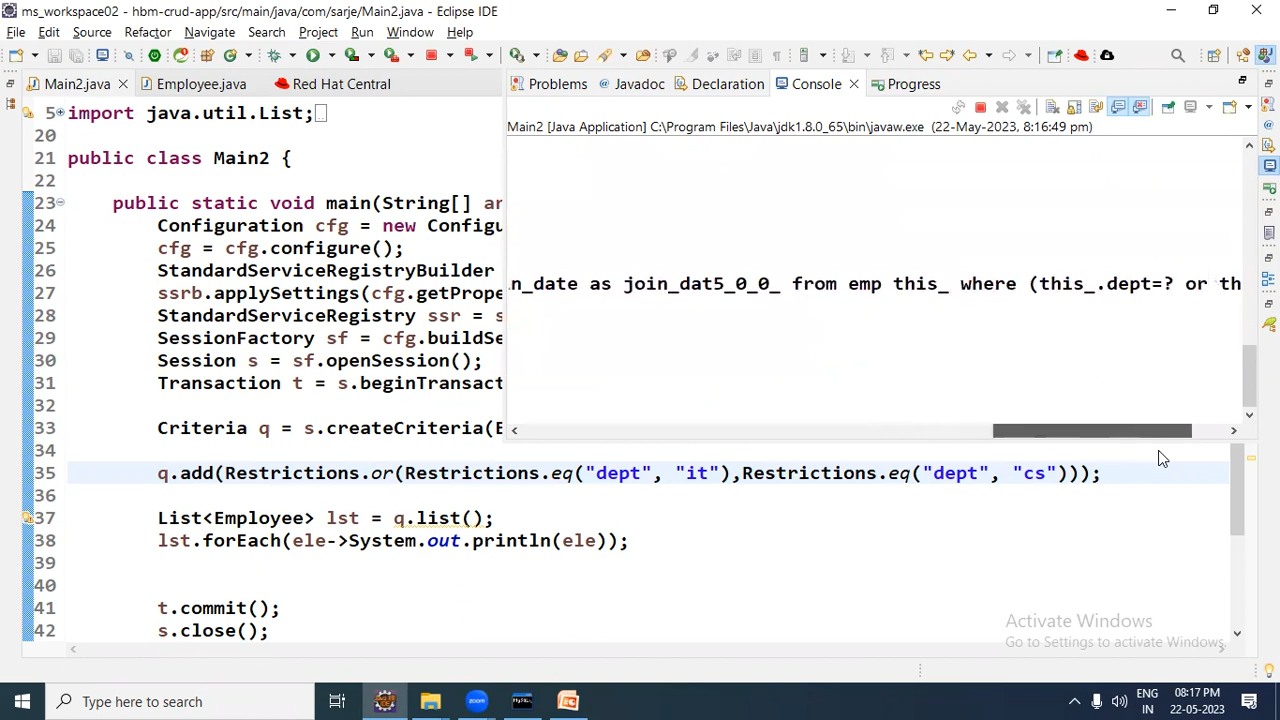 ms_workspace02 - hbm-crud-app/src/main/java/com/sarje/Main2.java - Eclipse IDE
File Edit Source Refactor Navigate Search Project Run Window Help
Main2.java Employee.java Red Hat Central
Problems Javadoc Declaration Console Progress
Main2 [Java Application] C:\Program Files\Java\jdk1.8.0_65\bin\javaw.exe (22-May-2023, 8:16:49 pm)
n_date as join_dat5_0_0_ from emp this_ where (this_.dept=? or th
5 import java.util.List;
20
21 public class Main2 {
22
23 public static void main(String[] ar
24 Configuration cfg = new Configu
25 cfg = cfg.configure();
26 StandardServiceRegistryBuilder
27 ssrb.applySettings(cfg.getPrope
28 StandardServiceRegistry ssr = s
29 SessionFactory sf = cfg.buildSe
30 Session s = sf.openSession();
31 Transaction t = s.beginTransact
32
33 Criteria q = s.createCriteria(E
34
35 q.add(Restrictions.or(Restrictions.eq("dept", "it"),Restrictions.eq("dept", "cs")));
36
37 List<Employee> lst = q.list();
38 lst.forEach(ele->System.out.println(ele));
39
40
41 t.commit();
42 s.close();
Activate Windows
Go to Settings to activate Windows.
Type here to search
ENG
IN
08:17 PM
22-05-2023